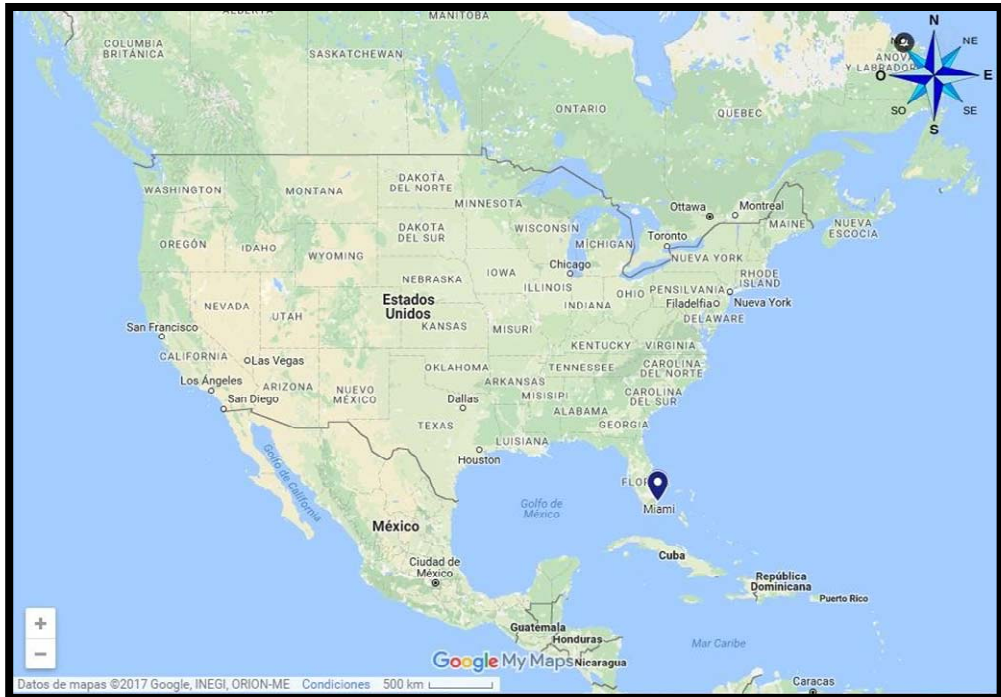 ALBERTA
MANITOBA
COLUMBIA
BRITÁNICA
SASKATCHEWAN
N
NE
ANOVA
Y LABRADOR
O
E
SO
SE
S
ONTARIO
QUEBEC
WASHINGTON
MONTANA
DAKOTA
DEL NORTE
MINNESOTA
Ottawa
Montreal
MAINE
NUEVA
ESCOCIA
OREGÓN
IDAHO
DAKOTA
DEL SUR
WISCONSIN
MICHIGAN
Toronto
NUEVA YORK
WYOMING
Chicago
IOWA
NEBRASKA
ILLINOIS
INDIANA
OHIO
PENSILVANIA
RHODE
ISLAND
Nueva York
Filadelfia
DELAWARE
NEVADA
UTAH
Estados
Unidos
KANSAS
MISURI
San Francisco
CALIFORNIA
Las Vegas
KENTUCKY
VIRGINIA
OKLAHOMA
TENNESSEE
CAROLINA
DEL NORTE
Los Ángeles
ARIZONA
NUEVO
MÉXICO
ARKANSAS
San Diego
Dallas
MISISIPI
CAROLINA
DEL SUR
ALABAMA
GEORGIA
TEXAS
LUISIANA
Houston
Golfo de California
FLOR
Miami
Golfo de
México
México
Cuba
Ciudad de
México
República
Dominicana
Puerto Rico
Guatemala
Honduras
Mar Caribe
Google My Maps
Nicaragua
Caracas
+
−
Datos de mapas ©2017 Google, INEGI, ORION-ME Condiciones 500 km